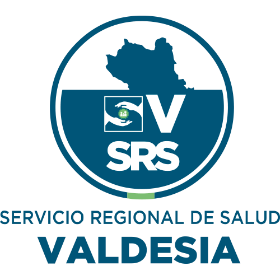 SV
SRS
SERVICIO REGIONAL DE SALUD
VALDESIA